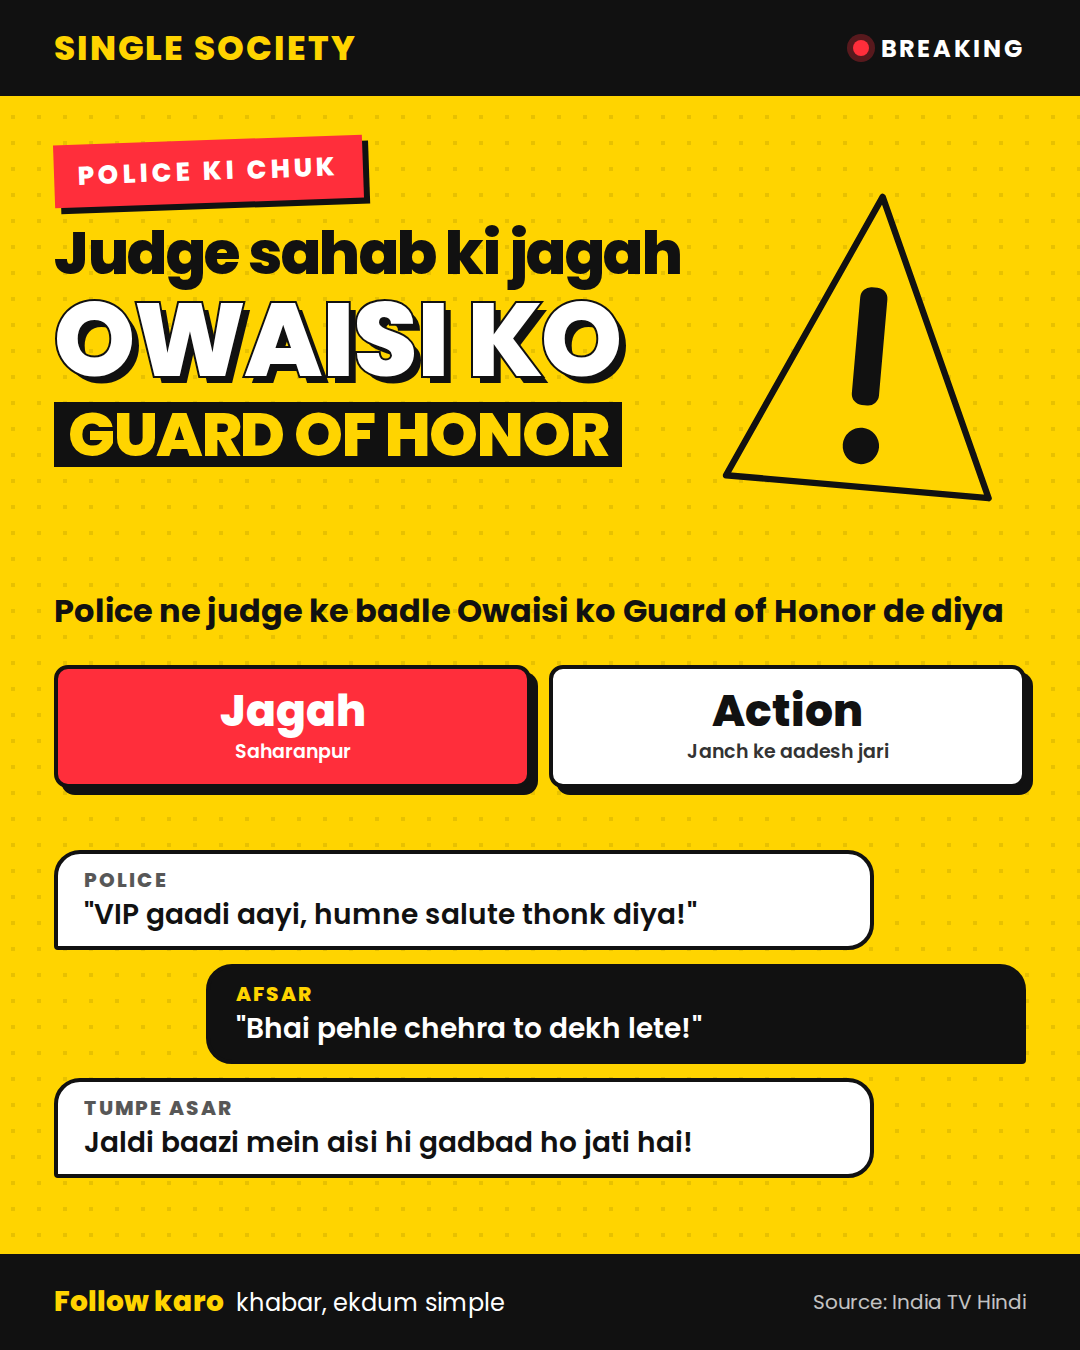 SINGLE SOCIETY
BREAKING
POLICE KI CHUK
Judge sahab ki jagah
OWAISI KO
GUARD OF HONOR
Police ne judge ke badle Owaisi ko Guard of Honor de diya
Jagah
Saharanpur
Action
Janch ke aadesh jari
POLICE
"VIP gaadi aayi, humne salute thonk diya!"
AFSAR
"Bhai pehle chehra to dekh lete!"
TUMPE ASAR
Jaldi baazi mein aisi hi gadbad ho jati hai!
Follow karo khabar, ekdum simple
Source: India TV Hindi